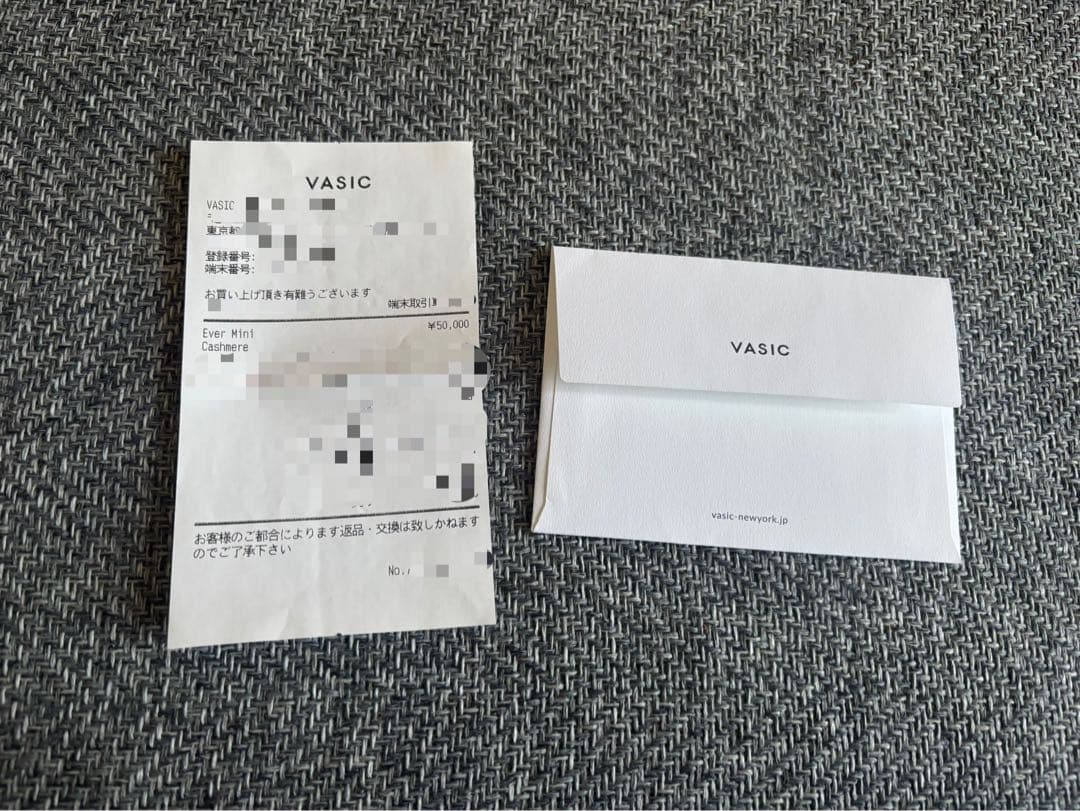 VASIC
VASIC
東京都
登録番号:
端末番号:
お買い上げ頂き有難うございます
端末取引
Ever Mini
¥50,000
Cashmere
お客様のご都合によります返品・交換は致しかねます
のでご了承下さい
No.
VASIC
vasic-newyork.jp